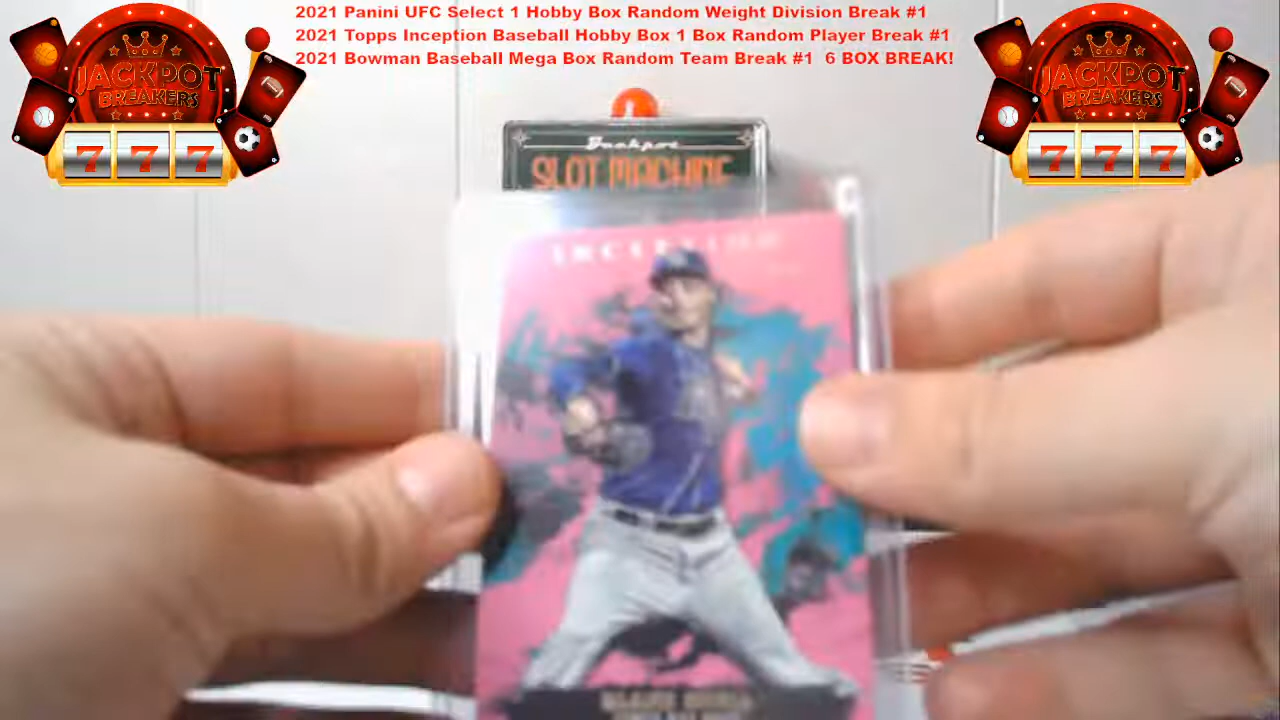 2021 Panini UFC Select 1 Hobby Box Random Weight Division Break #1
2021 Topps Inception Baseball Hobby Box 1 Box Random Player Break #1
2021 Bowman Baseball Mega Box Random Team Break #1 6 BOX BREAK!
JACKPOT
BREAKERS
7 7 7
JACKPOT
BREAKERS
7 7 7
Jackpot
SLOT MACHINE
INCEPTION